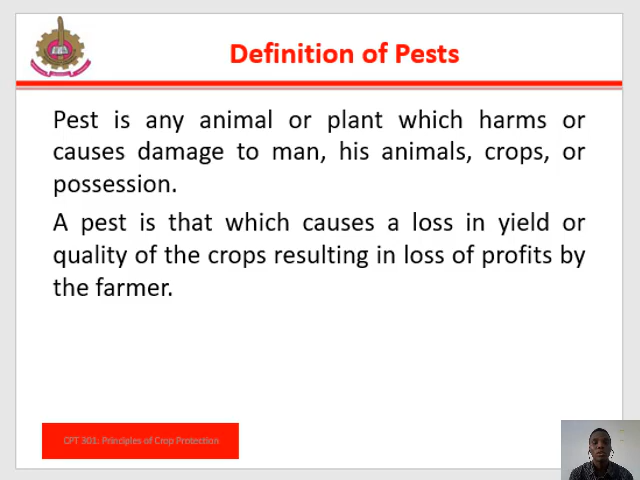 Definition of Pests
Pest is any animal or plant which harms or
causes damage to man, his animals, crops, or
possession.
A pest is that which causes a loss in yield or
quality of the crops resulting in loss of profits by
the farmer.
CPT 301: Principles of Crop Protection